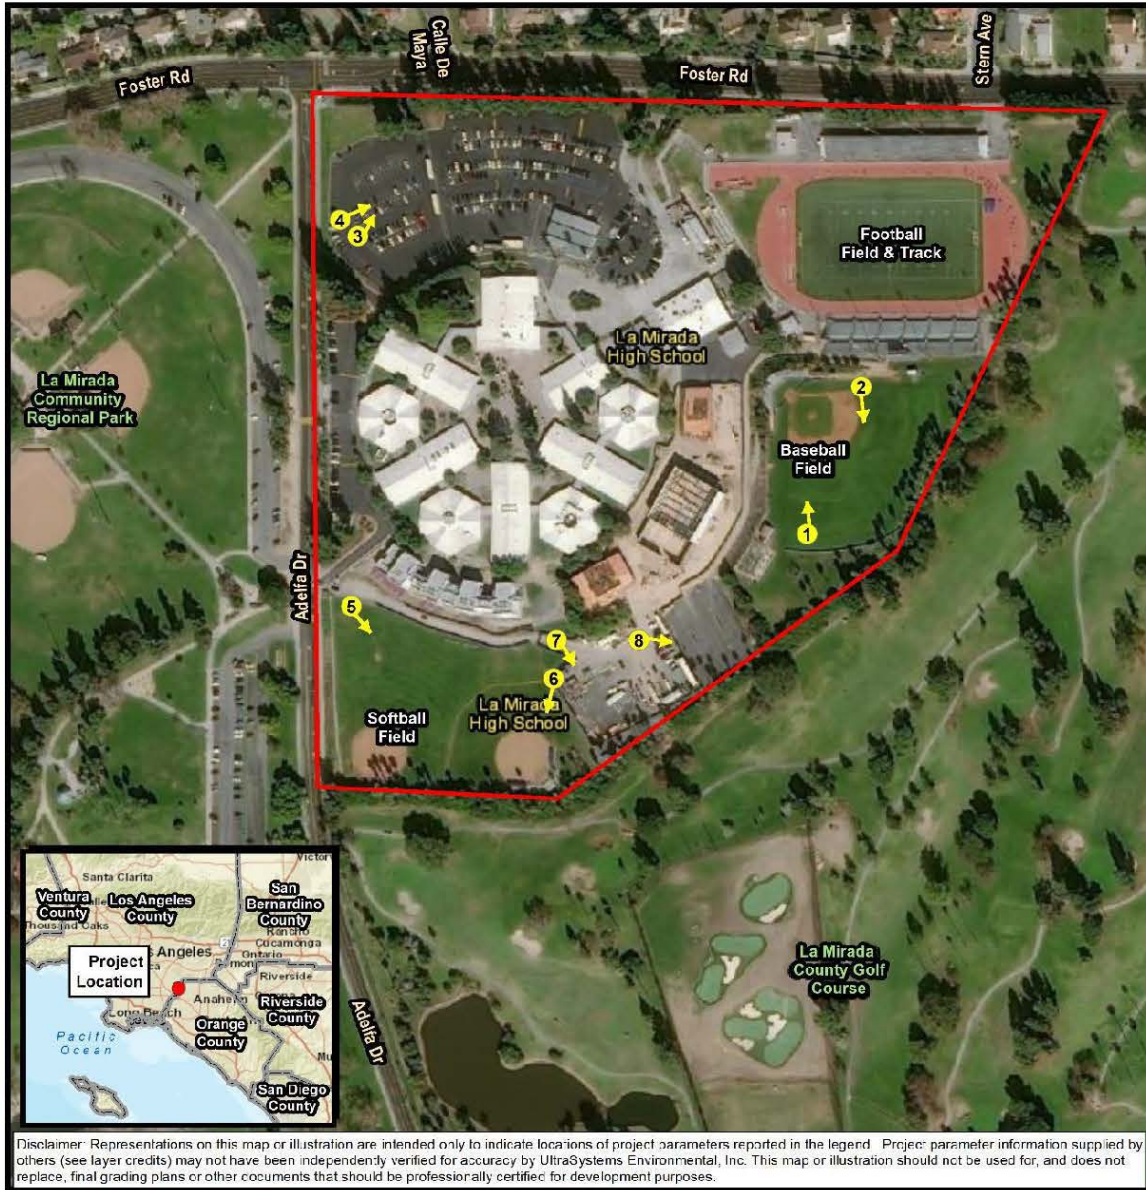 Foster Rd
Calle De
Maya
Foster Rd
Stern Ave
4
3
Football
Field & Track
La Mirada
High School
La Mirada
Community
Regional Park
2
Baseball
Field
1
Adelfa Dr
5
7
8
6
La Mirada
High School
Softball
Field
Santa Clarita
Ventura
County
Los Angeles
County
San
Bernardino
County
Rancho
Cucamonga
Ontario
Riverside
Project
Location
Anaheim
Riverside
County
Long Beach
Orange
County
Pacific
Ocean
San Diego
County
Adelfa Dr
La Mirada
County Golf
Course
Disclaimer: Representations on this map or illustration are intended only to indicate locations of project parameters reported in the legend. Project parameter information supplied by
others (see layer credits) may not have been independently verified for accuracy by UltraSystems Environmental, Inc. This map or illustration should not be used for, and does not
replace, final grading plans or other documents that should be professionally certified for development purposes.